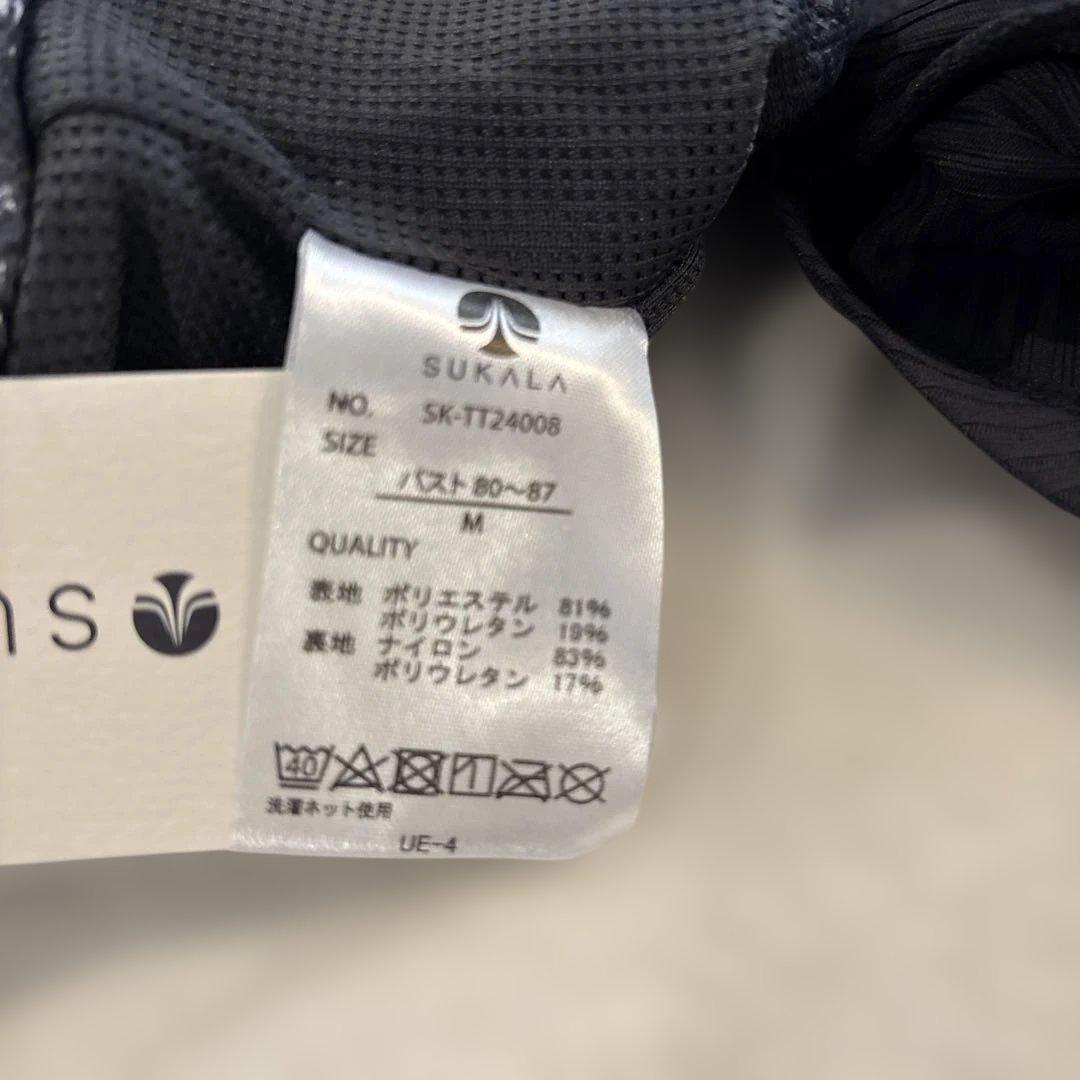 SUKALA
NO. SK-TT24008
SIZE
バスト80〜87
M
QUALITY
表地 ポリエステル 81%
ポリウレタン 19%
裏地 ナイロン 83%
ポリウレタン 17%
40
洗濯ネット使用
UE-4
ns